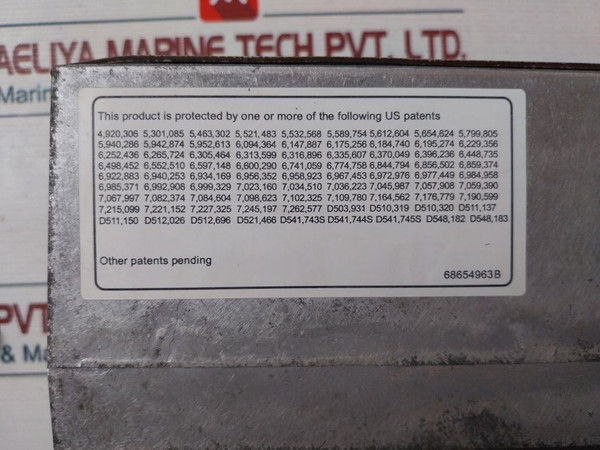 AELIYA MARINE TECH PVT. LTD.
Marin
This product is protected by one or more of the following US patents
4,920,306 5,301,085 5,463,302 5,521,483 5,532,568 5,589,754 5,612,604 5,654,624 5,799,805
5,940,286 5,942,874 5,952,613 6,094,364 6,147,887 6,175,256 6,184,740 6,195,274 6,229,356
6,252,436 6,265,724 6,305,464 6,313,599 6,316,896 6,335,607 6,370,049 6,396,236 6,448,735
6,498,452 6,552,510 6,597,148 6,600,290 6,741,059 6,774,758 6,844,794 6,856,502 6,859,374
6,922,883 6,940,253 6,934,169 6,956,352 6,958,923 6,967,453 6,972,976 6,977,449 6,984,958
6,985,371 6,992,908 6,999,329 7,023,160 7,034,510 7,036,223 7,045,987 7,057,908 7,059,390
7,067,997 7,082,374 7,084,604 7,098,623 7,102,325 7,109,780 7,164,562 7,176,779 7,190,599
7,215,099 7,221,152 7,227,325 7,245,197 7,262,577 D503,931 D510,319 D510,320 D511,137
D511,150 D512,026 D512,696 D521,466 D541,743S D541,744S D541,745S D548,182 D548,183
Other patents pending
68654963B
PVT
& Ma